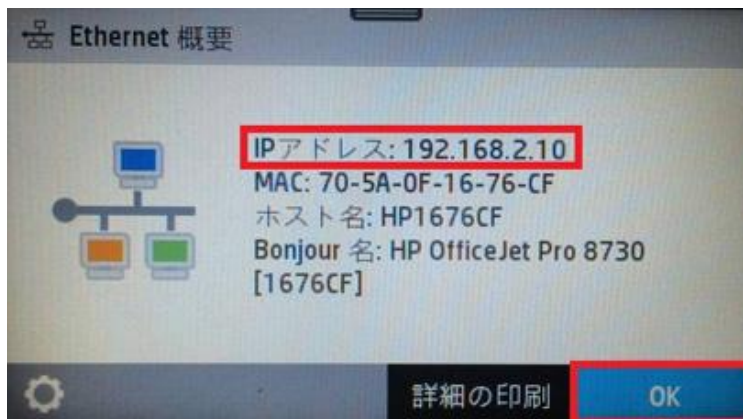 Ethernet 概要
IPアドレス: 192.168.2.10
MAC: 70-5A-0F-16-76-CF
ホスト名: HP1676CF
Bonjour 名: HP OfficeJet Pro 8730
[1676CF]
詳細の印刷
OK